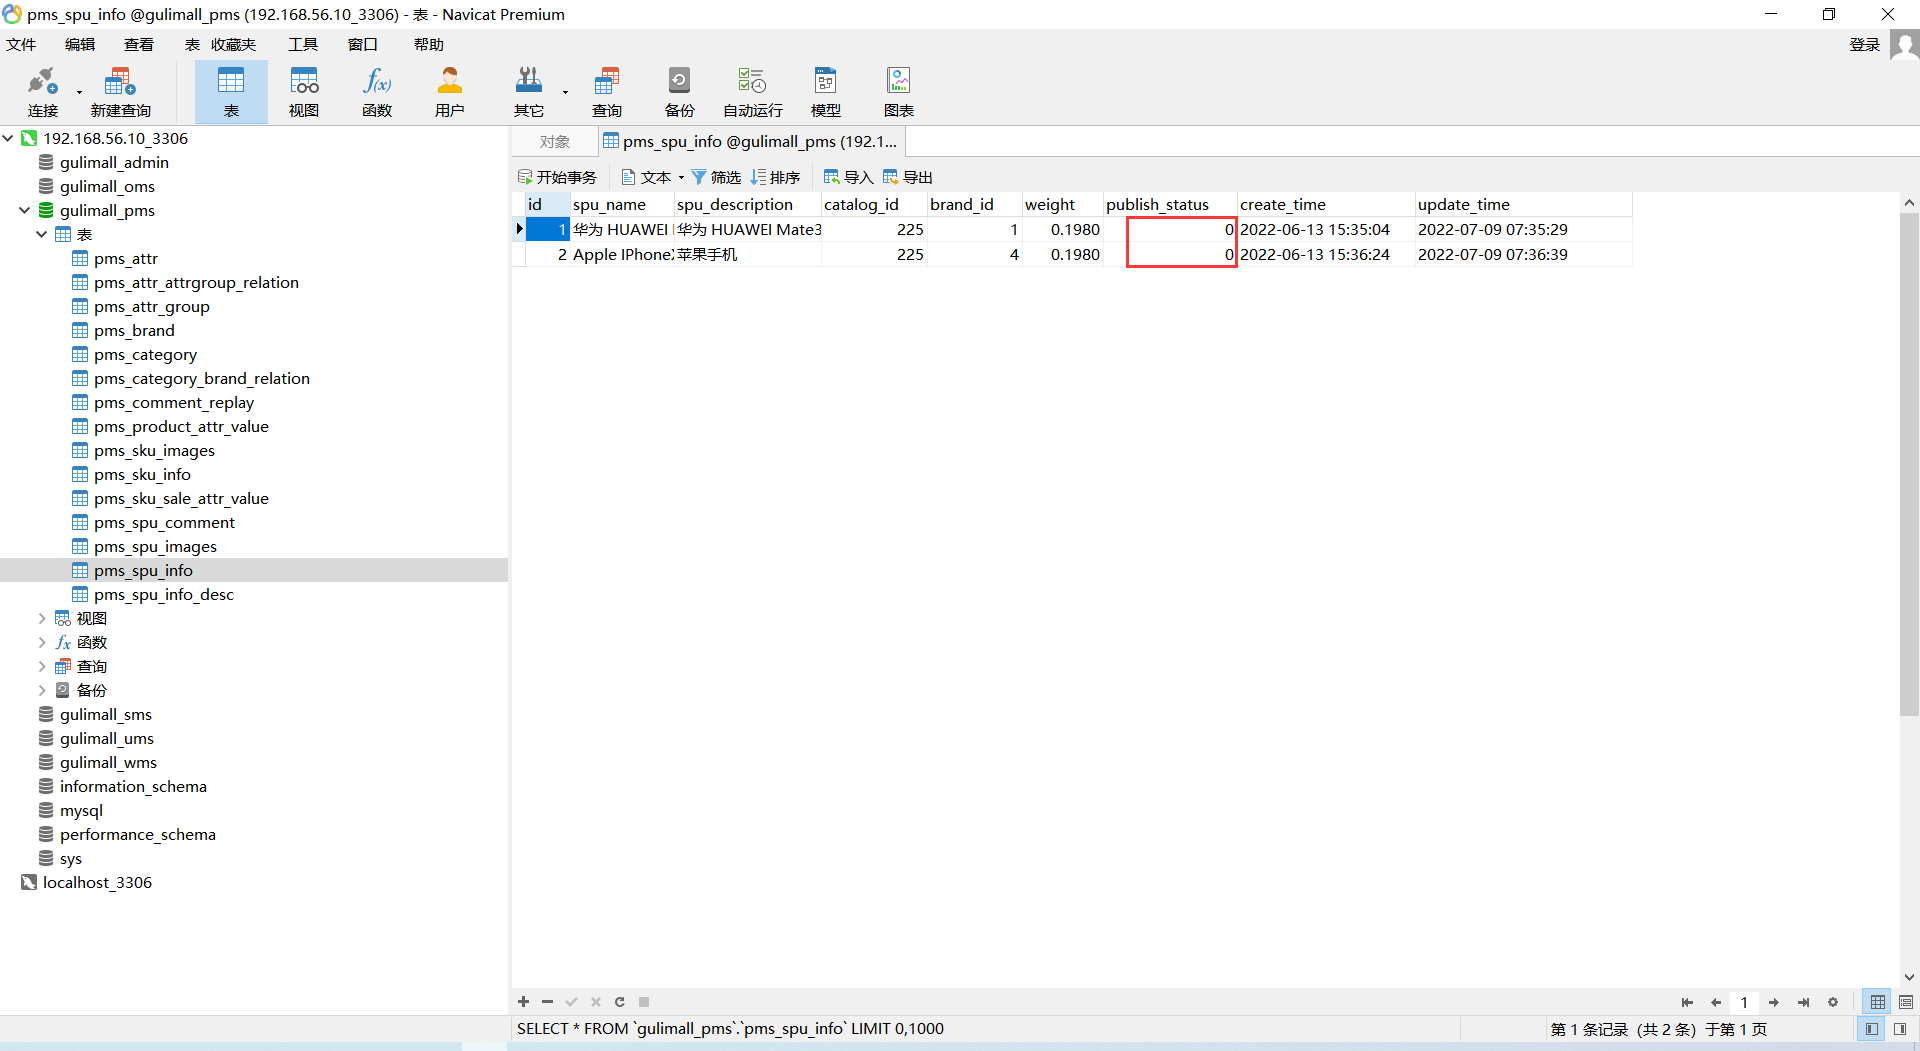 pms_spu_info @gulimall_pms (192.168.56.10_3306) - 表 - Navicat Premium
文件 编辑 查看 表 收藏夹 工具 窗口 帮助 登录
连接 新建查询 表 视图 函数 用户 其它 查询 备份 自动运行 模型 图表
192.168.56.10_3306
gulimall_admin
gulimall_oms
gulimall_pms
表
pms_attr
pms_attr_attrgroup_relation
pms_attr_group
pms_brand
pms_category
pms_category_brand_relation
pms_comment_replay
pms_product_attr_value
pms_sku_images
pms_sku_info
pms_sku_sale_attr_value
pms_spu_comment
pms_spu_images
pms_spu_info
pms_spu_info_desc
视图
函数
查询
备份
gulimall_sms
gulimall_ums
gulimall_wms
information_schema
mysql
performance_schema
sys
localhost_3306
对象 pms_spu_info @gulimall_pms (192.1...
开始事务 文本 筛选 排序 导入 导出
id spu_name spu_description catalog_id brand_id weight publish_status create_time update_time
1 华为 HUAWEI 华为 HUAWEI Mate3 225 1 0.1980 0 2022-06-13 15:35:04 2022-07-09 07:35:29
2 Apple IPhone 苹果手机 225 4 0.1980 0 2022-06-13 15:36:24 2022-07-09 07:36:39
1
SELECT * FROM `gulimall_pms`.`pms_spu_info` LIMIT 0,1000
第 1 条记录 (共 2 条) 于第 1 页